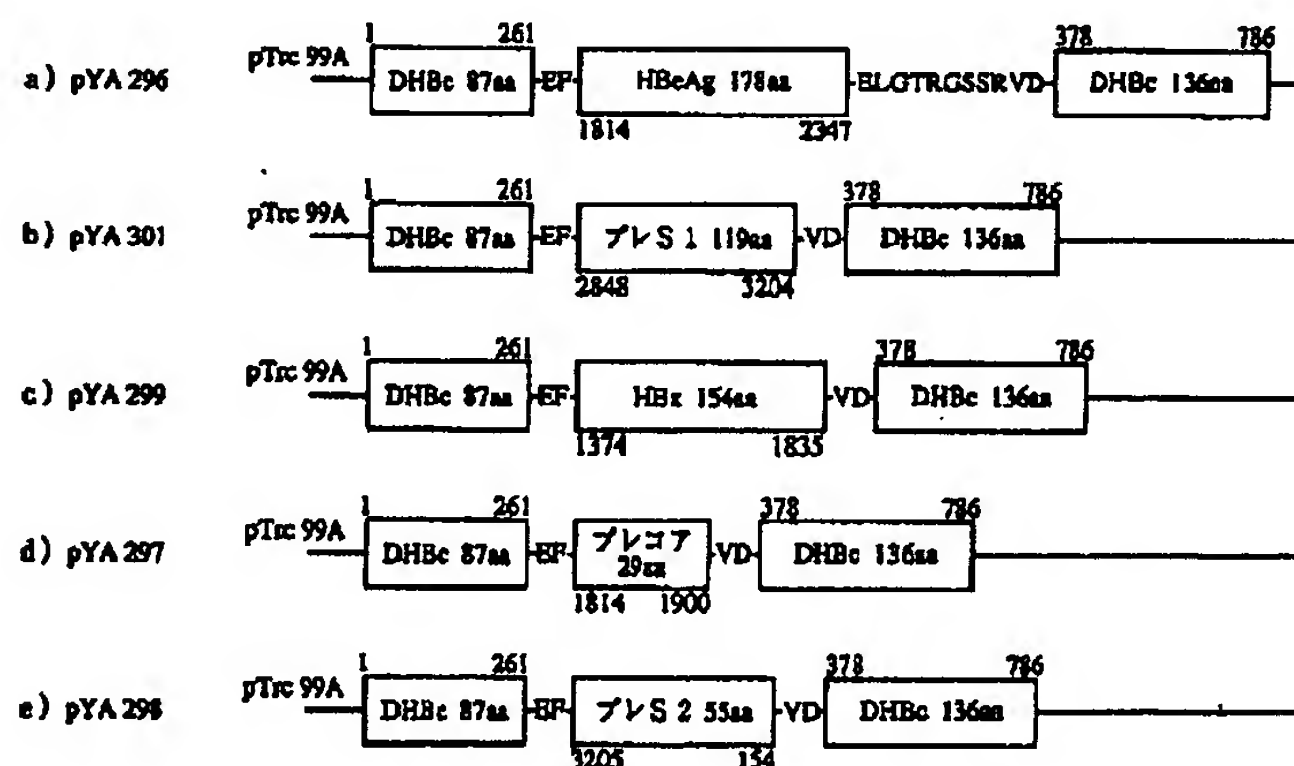 1 261 378 786
a) pYA 296 pTrc 99A DHBc 87aa EF HBeAg 178aa ELGTRGSSRVD DHBc 136aa
1814 2347
1 261 378 786
b) pYA 301 pTrc 99A DHBc 87aa EF プレS 1 119aa VD DHBc 136aa
2848 3204
1 261 378 786
c) pYA 299 pTrc 99A DHBc 87aa EF HBx 154aa VD DHBc 136aa
1374 1835
1 261 378 786
d) pYA 297 pTrc 99A DHBc 87aa EF プレコア 29aa VD DHBc 136aa
1814 1900
1 261 378 786
e) pYA 298 pTrc 99A DHBc 87aa EF プレS 2 55aa VD DHBc 136aa
3205 154